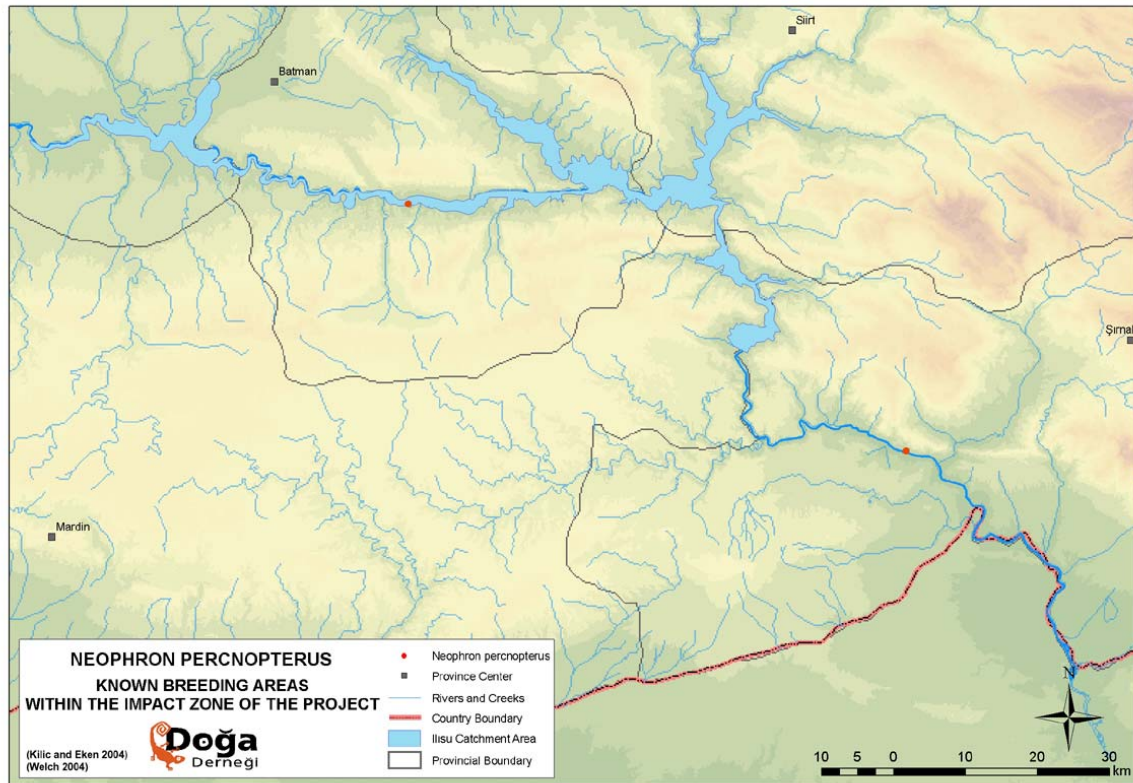 Siirt
Batman
Şırnak
Mardin
NEOPHRON PERCNOPTERUS
KNOWN BREEDING AREAS
WITHIN THE IMPACT ZONE OF THE PROJECT
(Kilic and Eken 2004)
(Welch 2004)
Doğa
Derneği
Neophron percnopterus
Province Center
Rivers and Creeks
Country Boundary
Ilısu Catchment Area
Provincial Boundary
N
10 5 0 10 20 30
km